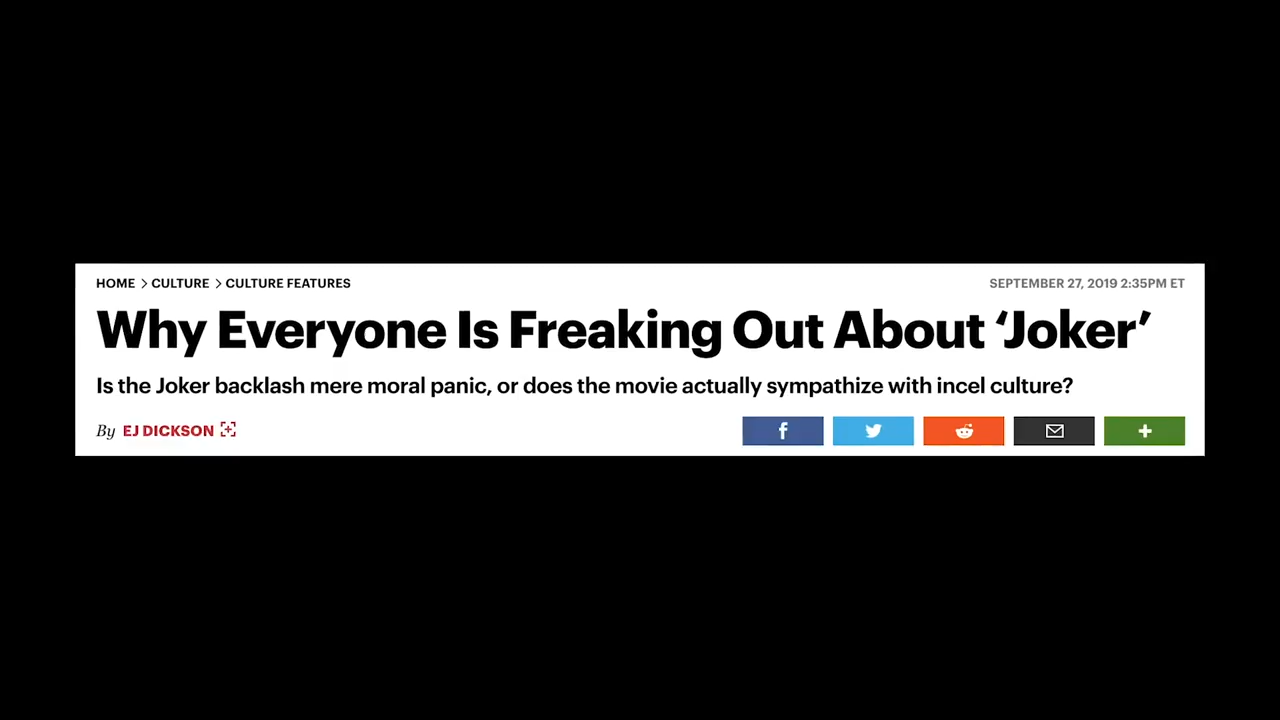 HOME > CULTURE > CULTURE FEATURES SEPTEMBER 27, 2019 2:35PM ET
Why Everyone Is Freaking Out About ‘Joker’
Is the Joker backlash mere moral panic, or does the movie actually sympathize with incel culture?
By EJ DICKSON